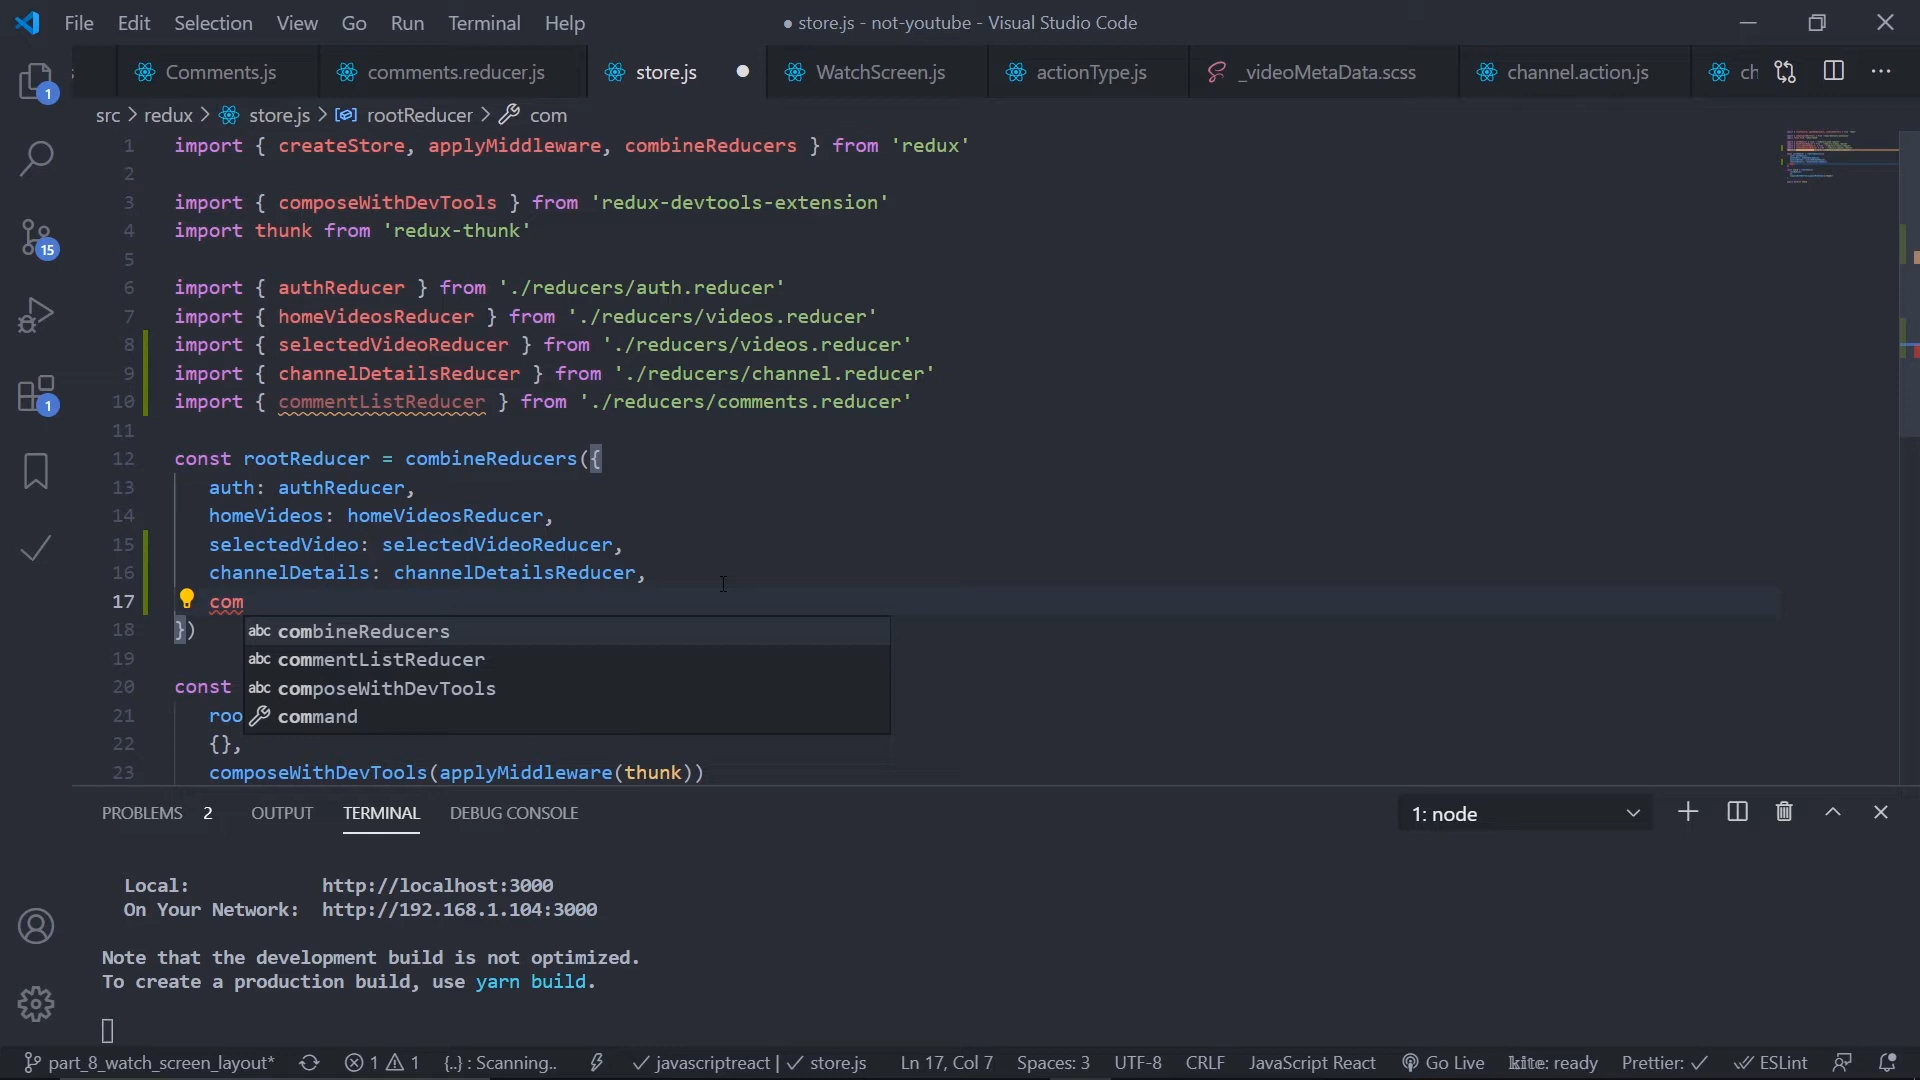 File Edit Selection View Go Run Terminal Help
● store.js - not-youtube - Visual Studio Code
Comments.js comments.reducer.js store.js WatchScreen.js actionType.js _videoMetaData.scss channel.action.js ch
src > redux > store.js > rootReducer > com
1 import { createStore, applyMiddleware, combineReducers } from 'redux'
2
3 import { composeWithDevTools } from 'redux-devtools-extension'
4 import thunk from 'redux-thunk'
5
6 import { authReducer } from './reducers/auth.reducer'
7 import { homeVideosReducer } from './reducers/videos.reducer'
8 import { selectedVideoReducer } from './reducers/videos.reducer'
9 import { channelDetailsReducer } from './reducers/channel.reducer'
10 import { commentListReducer } from './reducers/comments.reducer'
11
12 const rootReducer = combineReducers({
13 auth: authReducer,
14 homeVideos: homeVideosReducer,
15 selectedVideo: selectedVideoReducer,
16 channelDetails: channelDetailsReducer,
17 com
18 })
abc combineReducers
19
abc commentListReducer
20 const
abc composeWithDevTools
21 roo
command
22 {},
23 composeWithDevTools(applyMiddleware(thunk))
1
15
1
PROBLEMS 2 OUTPUT TERMINAL DEBUG CONSOLE
1: node
Local: http://localhost:3000
On Your Network: http://192.168.1.104:3000
Note that the development build is not optimized.
To create a production build, use yarn build.
part_8_watch_screen_layout* 1 1 {..} : Scanning.. javascriptreact | store.js Ln 17, Col 7 Spaces: 3 UTF-8 CRLF JavaScript React Go Live kite: ready Prettier: ESLint